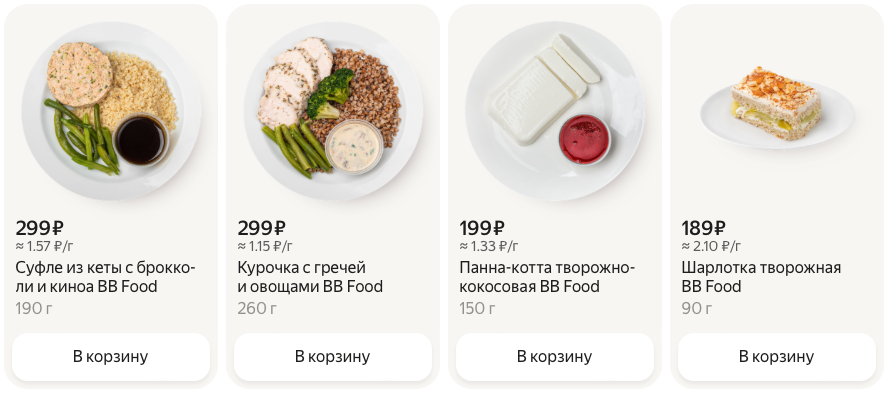 299₽
≈ 1.57 ₽/г
Суфле из кеты с брокко-
ли и киноа BB Food
190 г
В корзину
299₽
≈ 1.15 ₽/г
Курочка с гречей
и овощами BB Food
260 г
В корзину
199₽
≈ 1.33 ₽/г
Панна-котта творожно-
кокосовая BB Food
150 г
В корзину
189₽
≈ 2.10 ₽/г
Шарлотка творожная
BB Food
90 г
В корзину